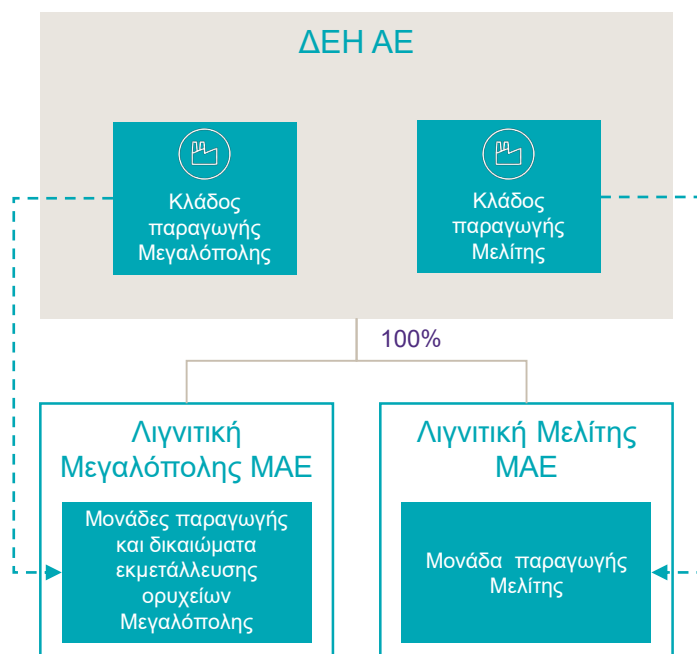 ΔΕΗ ΑΕ
Κλάδος
παραγωγής
Μεγαλόπολης
Κλάδος
παραγωγής
Μελίτης
100%
Λιγνιτική
Μεγαλόπολης ΜΑΕ
Μονάδες παραγωγής
και δικαιώματα
εκμετάλλευσης
ορυχείων
Μεγαλόπολης
Λιγνιτική Μελίτης
ΜΑΕ
Μονάδα παραγωγής
Μελίτης